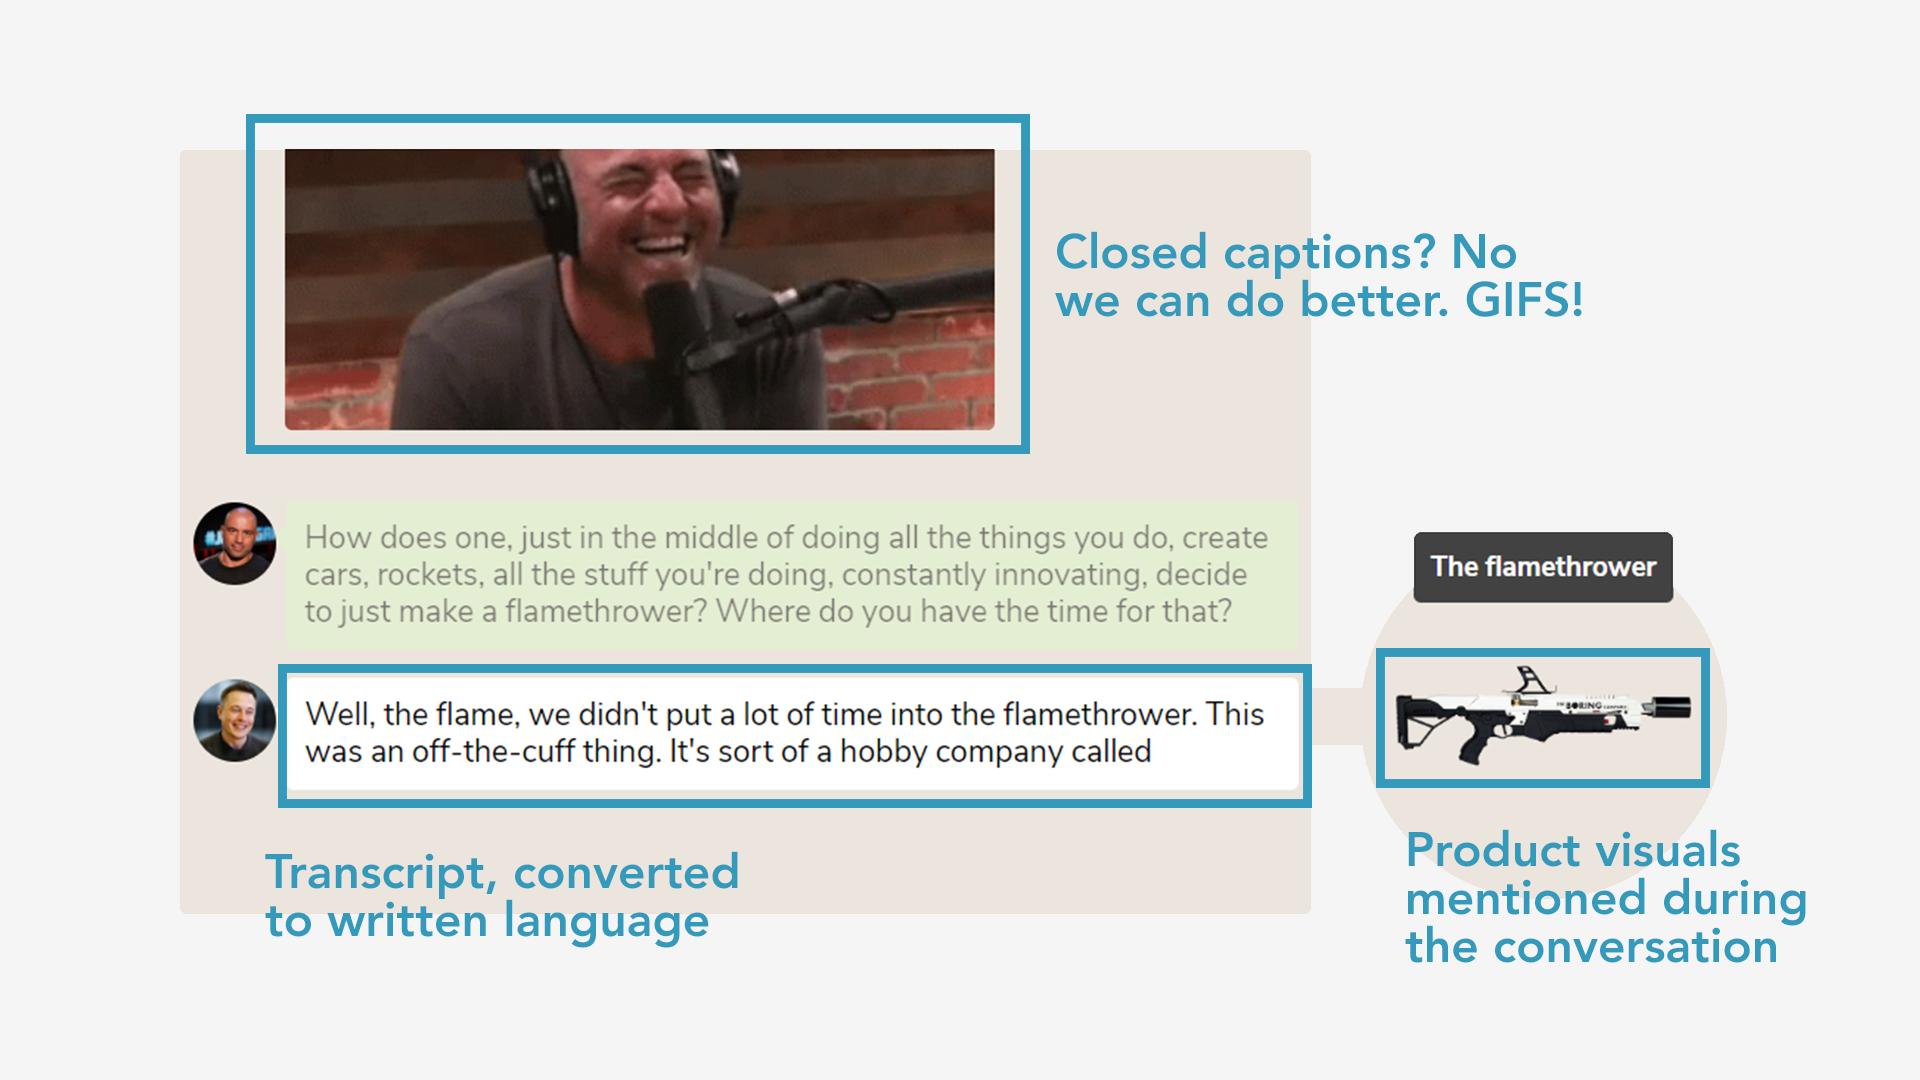 Closed captions? No
we can do better. GIFS!
How does one, just in the middle of doing all the things you do, create
cars, rockets, all the stuff you're doing, constantly innovating, decide
to just make a flamethrower? Where do you have the time for that?
Well, the flame, we didn't put a lot of time into the flamethrower. This
was an off-the-cuff thing. It's sort of a hobby company called
Transcript, converted
to written language
The flamethrower
BORING
Product visuals
mentioned during
the conversation